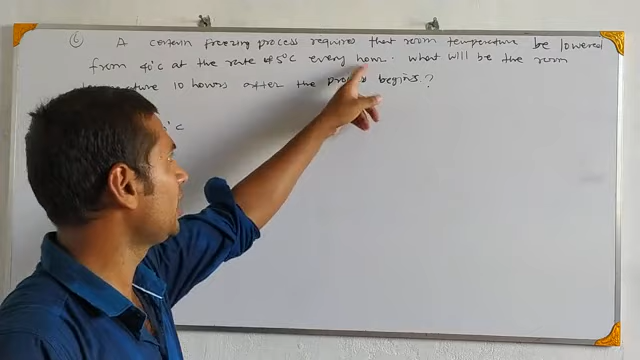 ⑥ A certain freezing process requires that room temperature be lowered
from 40°C at the rate of 5°C every hour. What will be the room
temperature 10 hours after the process begins?
°C